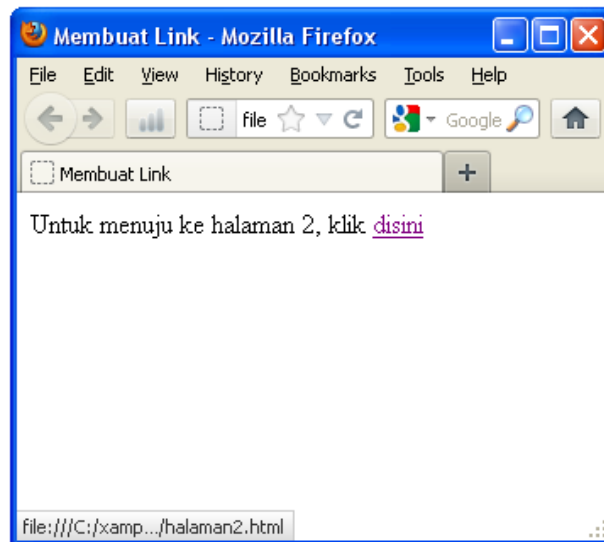 Membuat Link - Mozilla Firefox
File Edit View History Bookmarks Tools Help
file Google
Membuat Link
Untuk menuju ke halaman 2, klik disini
file:///C:/xamp.../halaman2.html